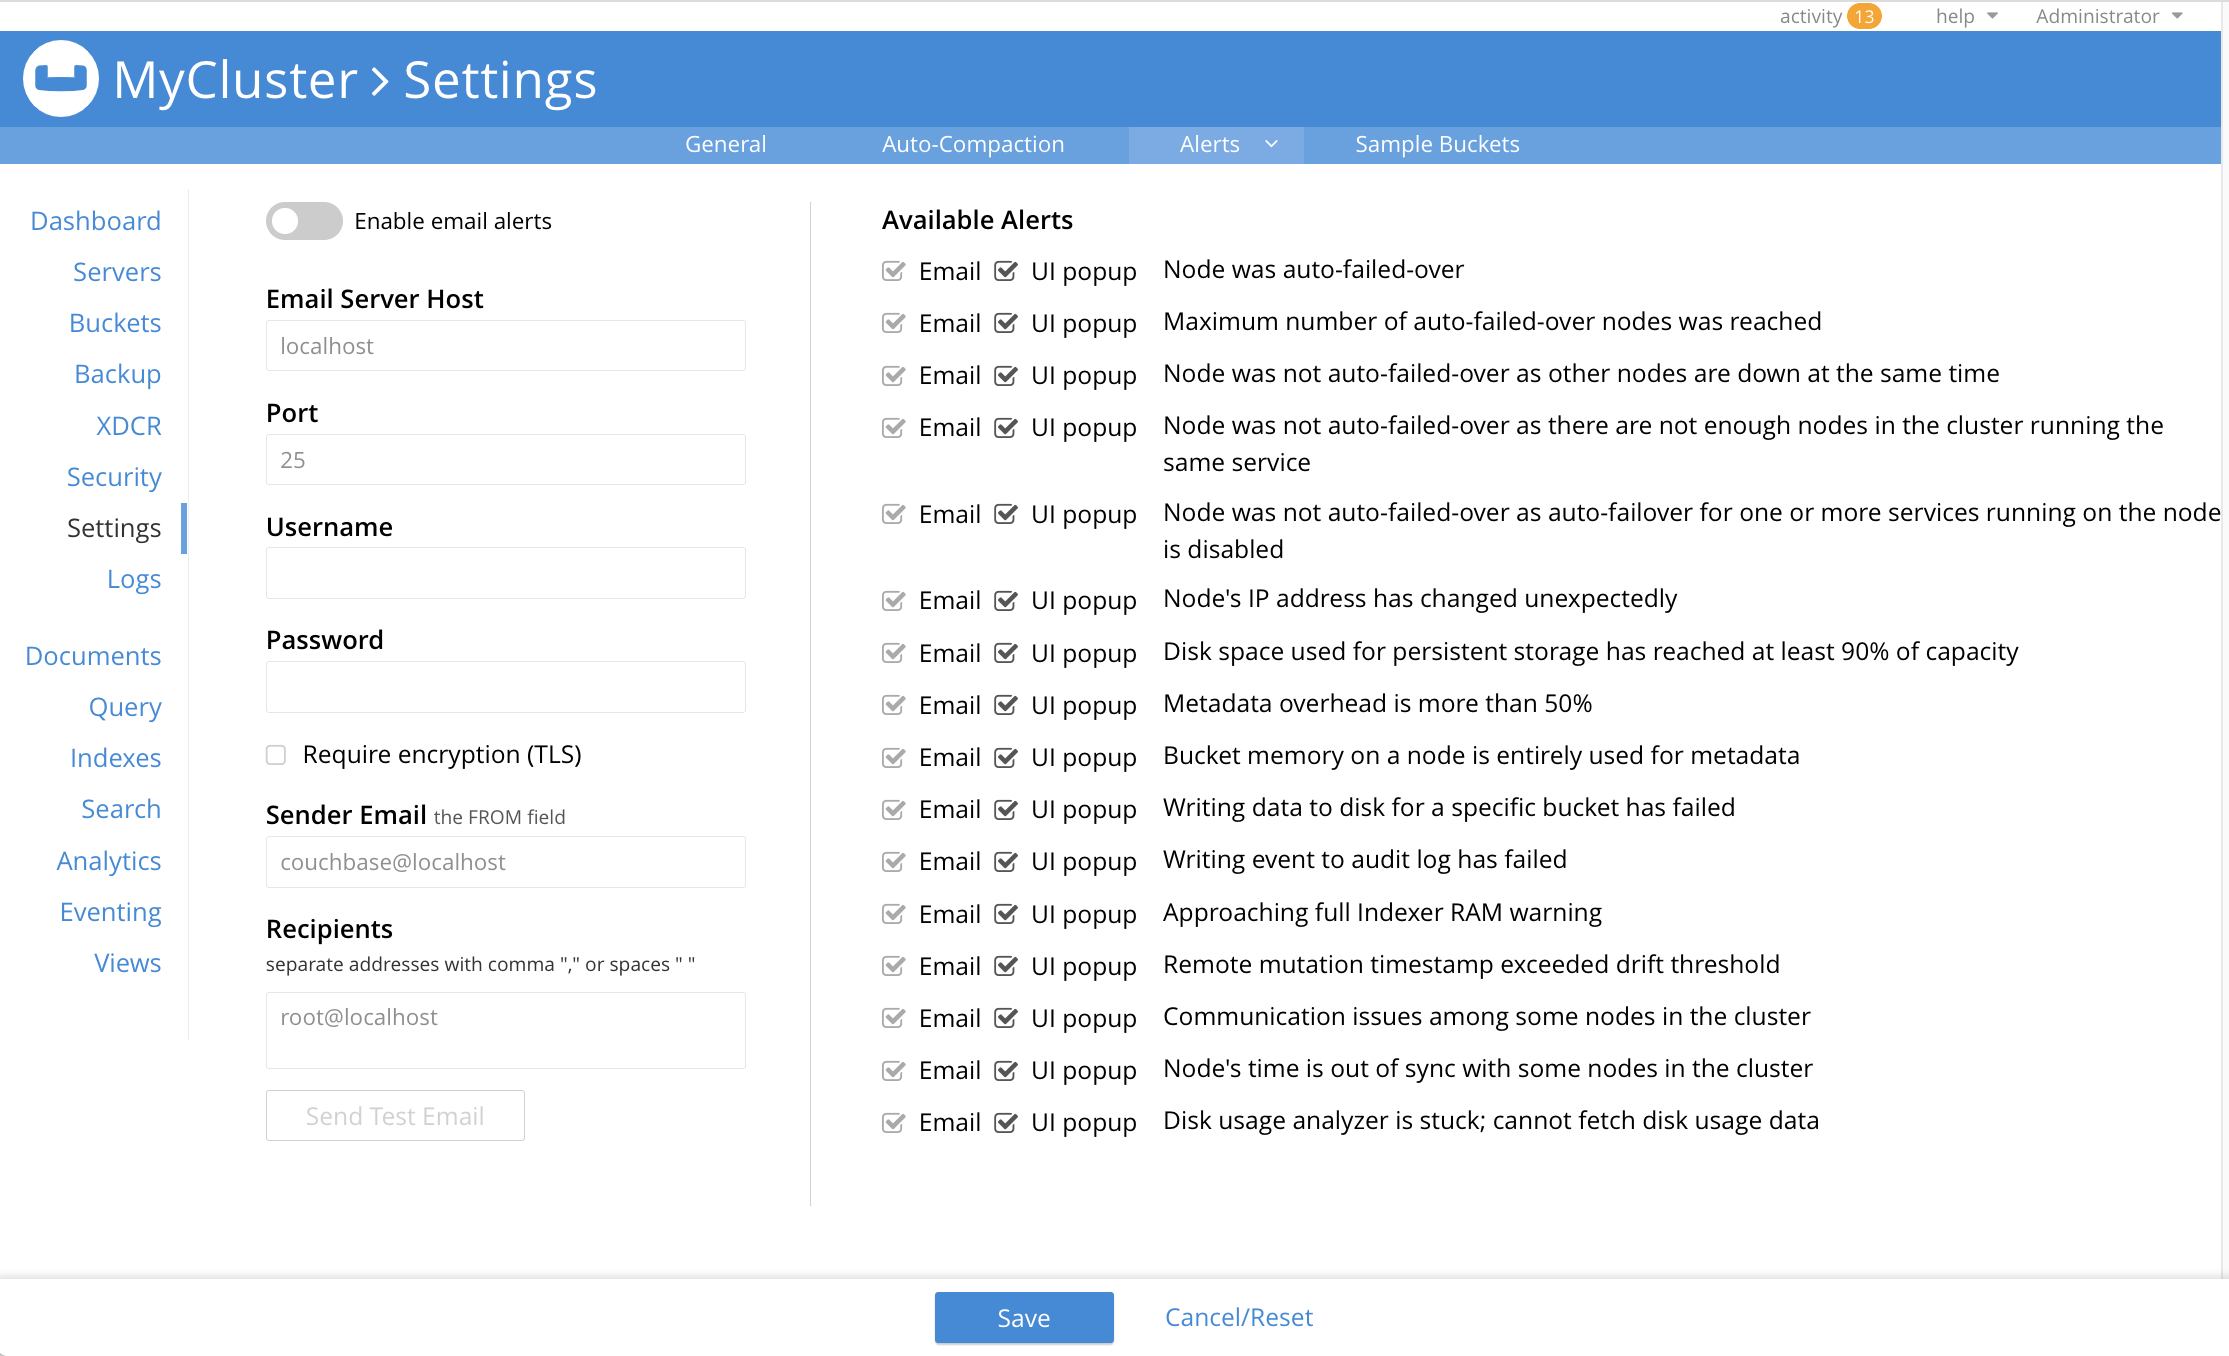 activity 13 help Administrator
MyCluster > Settings
General Auto-Compaction Alerts Sample Buckets
Dashboard
Servers
Buckets
Backup
XDCR
Security
Settings
Logs
Documents
Query
Indexes
Search
Analytics
Eventing
Views
Enable email alerts
Email Server Host
localhost
Port
25
Username
Password
Require encryption (TLS)
Sender Email the FROM field
couchbase@localhost
Recipients
separate addresses with comma "," or spaces " "
root@localhost
Send Test Email
Available Alerts
Email UI popup Node was auto-failed-over
Email UI popup Maximum number of auto-failed-over nodes was reached
Email UI popup Node was not auto-failed-over as other nodes are down at the same time
Email UI popup Node was not auto-failed-over as there are not enough nodes in the cluster running the
same service
Email UI popup Node was not auto-failed-over as auto-failover for one or more services running on the node
is disabled
Email UI popup Node's IP address has changed unexpectedly
Email UI popup Disk space used for persistent storage has reached at least 90% of capacity
Email UI popup Metadata overhead is more than 50%
Email UI popup Bucket memory on a node is entirely used for metadata
Email UI popup Writing data to disk for a specific bucket has failed
Email UI popup Writing event to audit log has failed
Email UI popup Approaching full Indexer RAM warning
Email UI popup Remote mutation timestamp exceeded drift threshold
Email UI popup Communication issues among some nodes in the cluster
Email UI popup Node's time is out of sync with some nodes in the cluster
Email UI popup Disk usage analyzer is stuck; cannot fetch disk usage data
Save Cancel/Reset